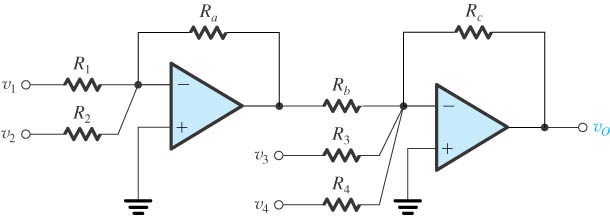 Ra Rc
R1
v1 − Rb −
R2
v2 + R3 + vO
v3
R4
v4